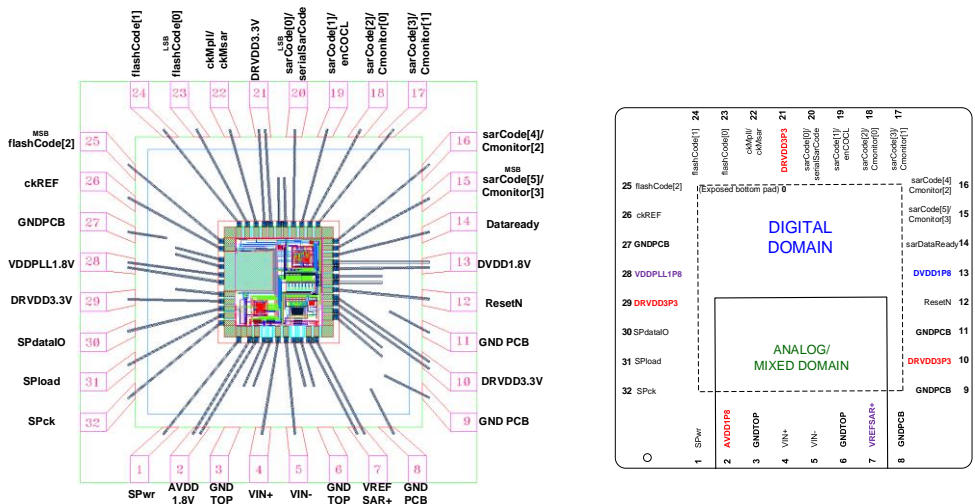 flashCode[1]
LSB
flashCode[0]
ckMpll/
ckMsar
DRVDD3.3V
LSB
sarCode[0]/
serialSarCode
sarCode[1]/
enCOCL
sarCode[2]/
Cmonitor[0]
sarCode[3]/
Cmonitor[1]
24
23
22
21
20
19
18
17
MSB
flashCode[2]
25
ckREF
26
GNDPCB
27
VDDPLL1.8V
28
DRVDD3.3V
29
SPdataIO
30
SPload
31
SPck
32
16
sarCode[4]/
Cmonitor[2]
15
MSB
sarCode[5]/
Cmonitor[3]
14
Dataready
13
DVDD1.8V
12
ResetN
11
GND PCB
10
DRVDD3.3V
9
GND PCB
1
2
3
4
5
6
7
8
SPwr
AVDD
1.8V
GND
TOP
VIN+
VIN-
GND
TOP
VREF
SAR+
GND
PCB
24
23
22
21
20
19
18
17
flashCode[1]
flashCode[0]
ckMpll/
ckMsar
DRVDD3P3
sarCode[0]/
serialSarCode
sarCode[1]/
enCOCL
sarCode[2]/
Cmonitor[0]
sarCode[3]/
Cmonitor[1]
25 flashCode[2]
(Exposed bottom pad) 0
26 ckREF
27 GNDPCB
28 VDDPLL1P8
29 DRVDD3P3
30 SPdataIO
31 SPload
32 SPck
DIGITAL
DOMAIN
ANALOG/
MIXED DOMAIN
sarCode[4]
Cmonitor[2]
16
sarCode[5]/
Cmonitor[3]
15
sarDataReady 14
DVDD1P8 13
ResetN 12
GNDPCB 11
DRVDD3P3 10
GNDPCB 9
SPwr
AVDD1P8
GNDTOP
VIN+
VIN-
GNDTOP
VREFSAR+
GNDPCB
1
2
3
4
5
6
7
8